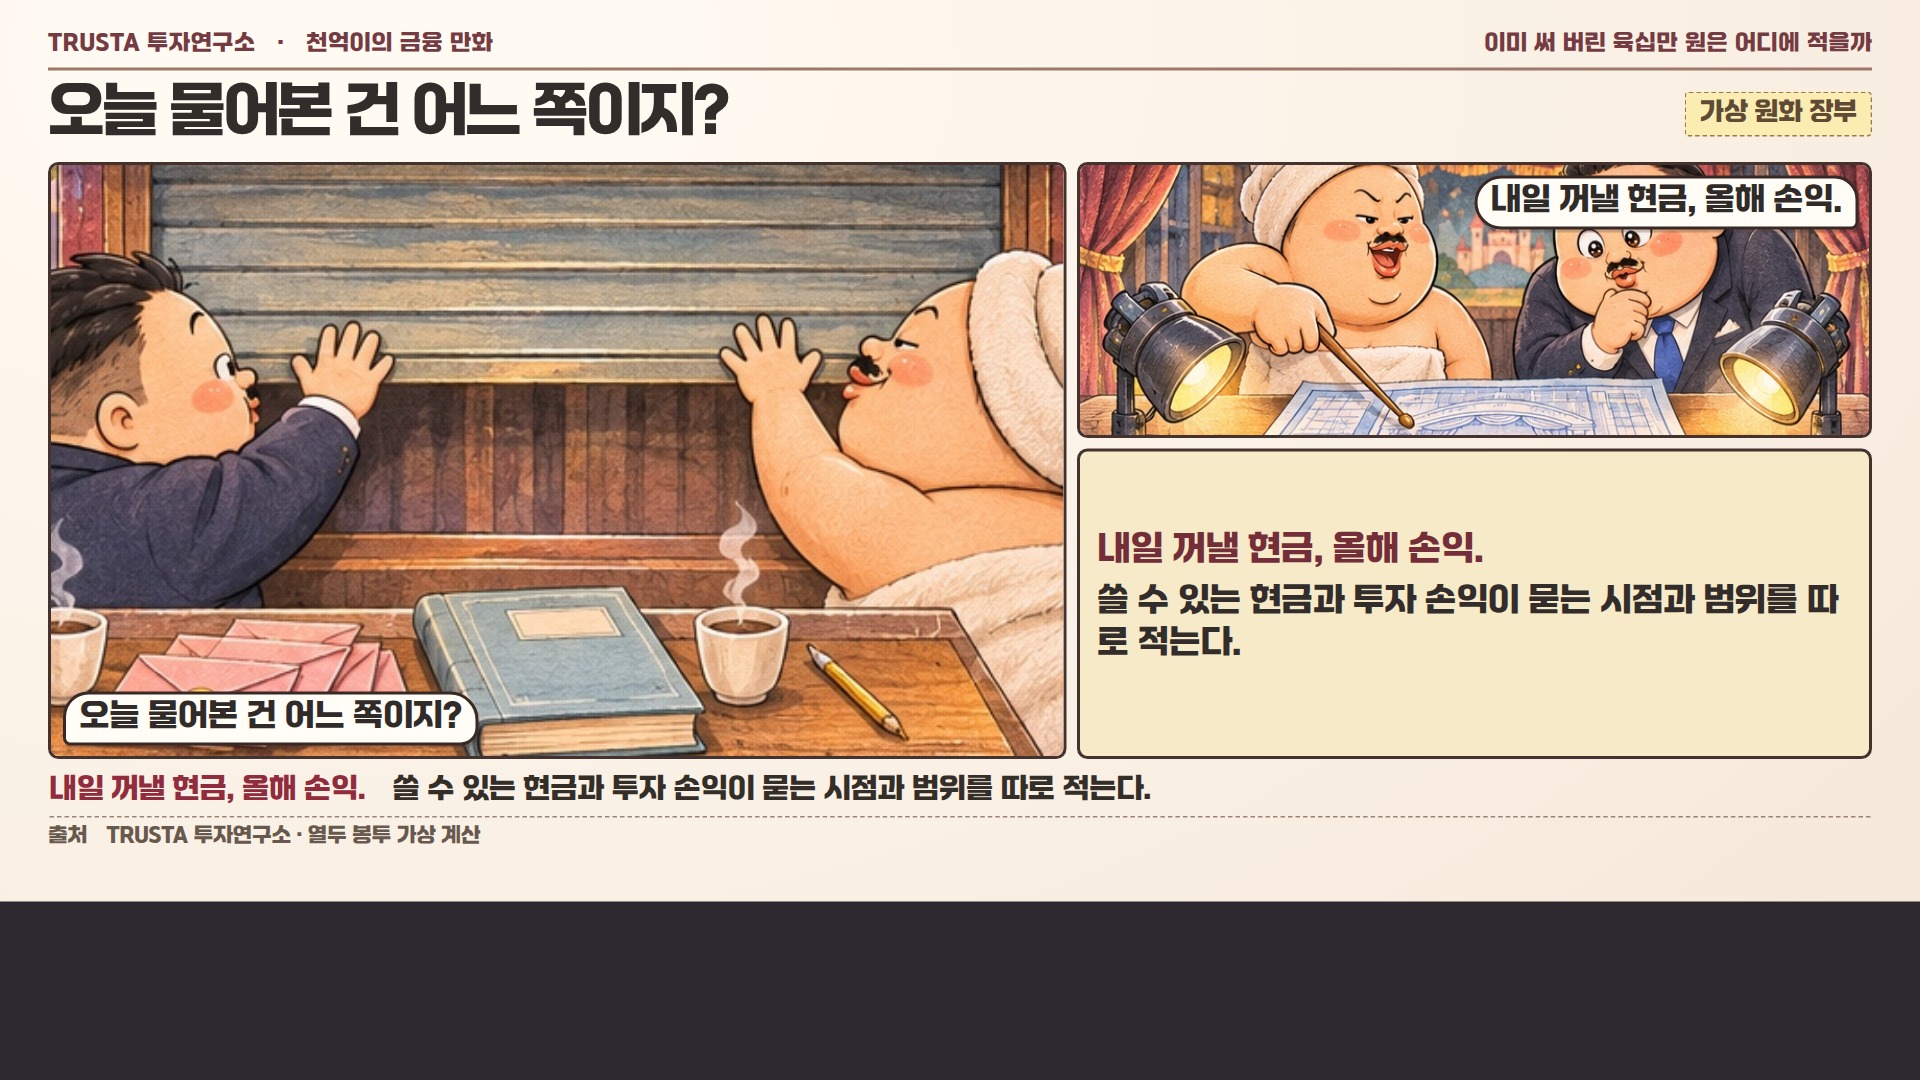 TRUSTA 투자연구소 · 천억이의 금융 만화
이미 써 버린 육십만 원은 어디에 적을까
오늘 물어본 건 어느 쪽이지?
가상 원화 장부
오늘 물어본 건 어느 쪽이지?
내일 꺼낼 현금, 올해 손익.
내일 꺼낼 현금, 올해 손익.
쓸 수 있는 현금과 투자 손익이 묻는 시점과 범위를 따
로 적는다.
내일 꺼낼 현금, 올해 손익. 쓸 수 있는 현금과 투자 손익이 묻는 시점과 범위를 따로 적는다.
출처 TRUSTA 투자연구소 · 열두 봉투 가상 계산